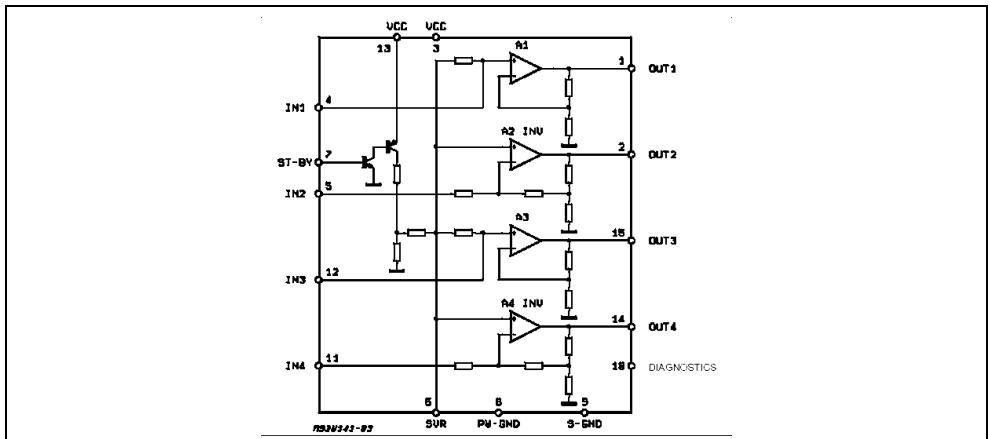 VCC VCC
13 3
A1
1 OUT1
IN1 4
A2 INV
2 OUT2
ST-BY 7
IN2 5
A3
15 OUT3
IN3 12
A4 INV
14 OUT4
IN4 11
10 DIAGNOSTICS
6 8 9
SVR PW-GND S-GND